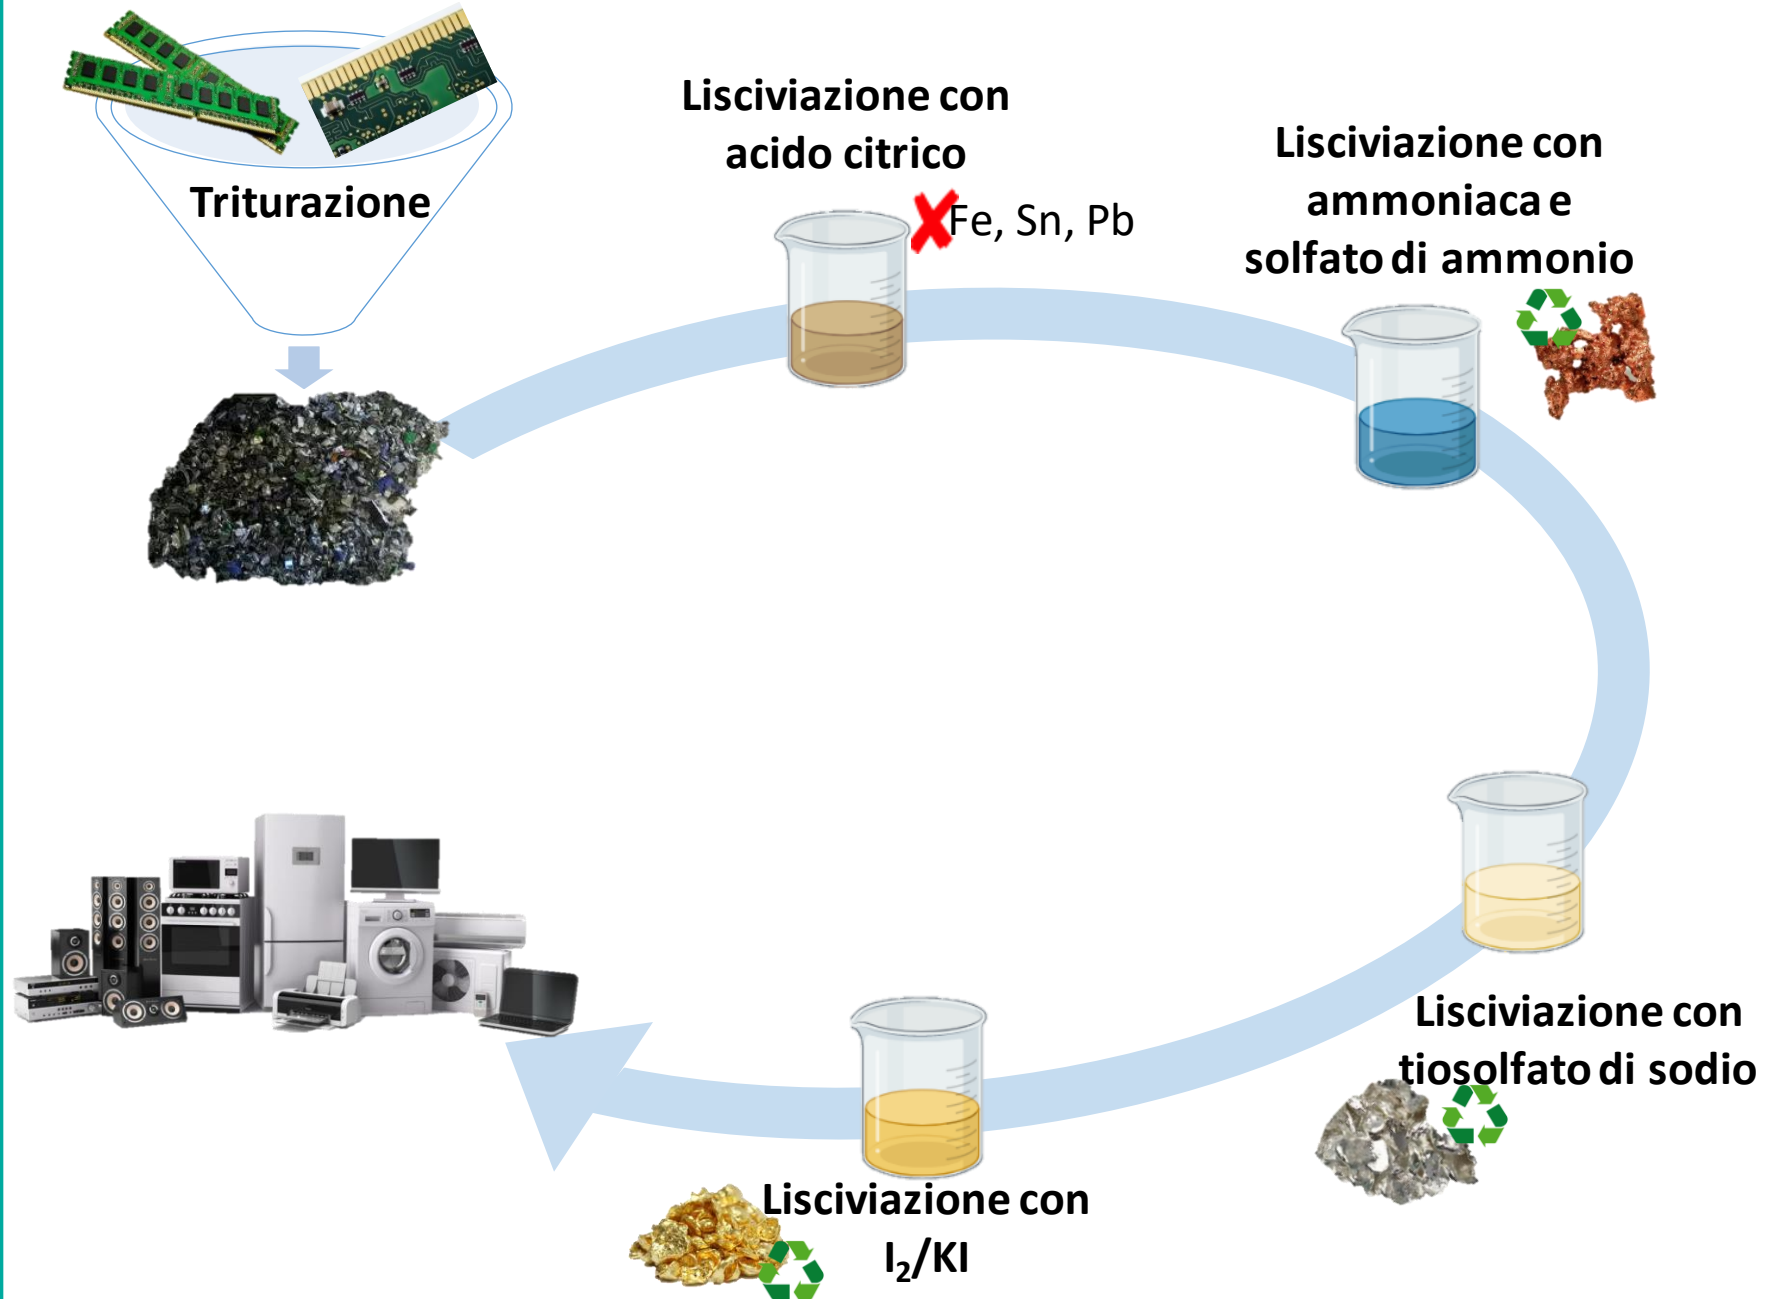 Triturazione
Lisciviazione con
acido citrico
Fe, Sn, Pb
Lisciviazione con
ammoniaca e
solfato di ammonio
Lisciviazione con
tiosolfato di sodio
Lisciviazione con
I₂/KI